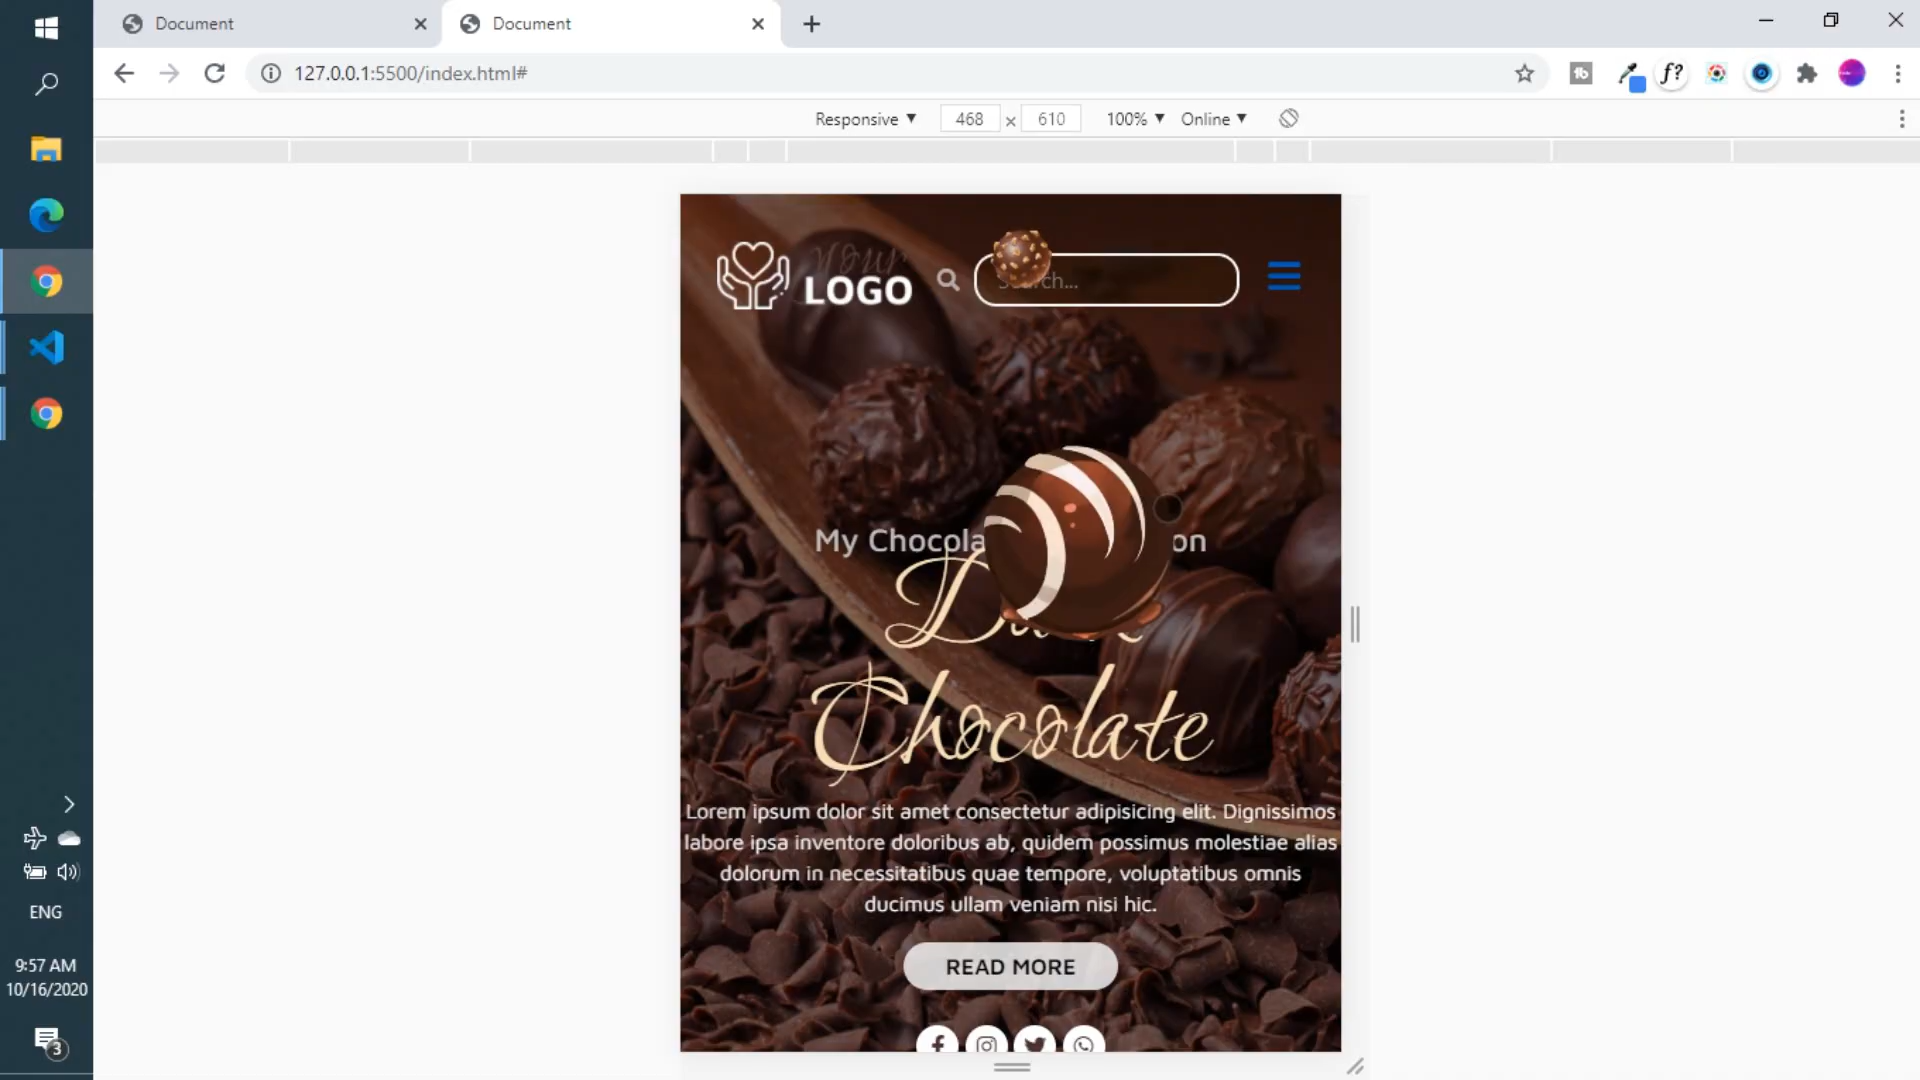 Document
Document
127.0.0.1:5500/index.html#
Responsive ▼ 468 x 610 100% ▼ Online ▼
your
LOGO
My Chocola on
Chocolate
Lorem ipsum dolor sit amet consectetur adipisicing elit. Dignissimos
labore ipsa inventore doloribus ab, quidem possimus molestiae alias
dolorum in necessitatibus quae tempore, voluptatibus omnis
ducimus ullam veniam nisi hic.
READ MORE
ENG
9:57 AM
10/16/2020
3
f?